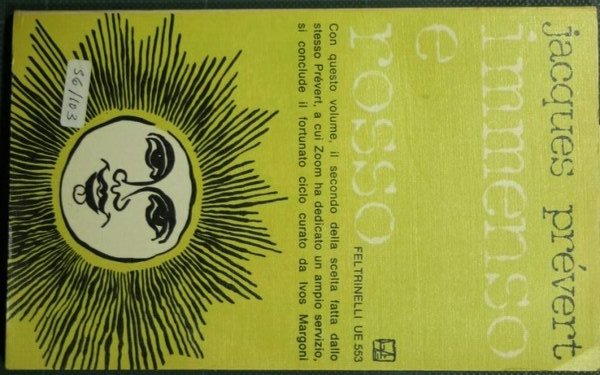 jacques prévert
immenso
e
rosso
FELTRINELLI UE 553
Con questo volume, il secondo della scelta fatta dallo
stesso Prévert, a cui Zoom ha dedicato un ampio servizio,
si conclude il fortunato ciclo curato da Ivos Margoni
56/103